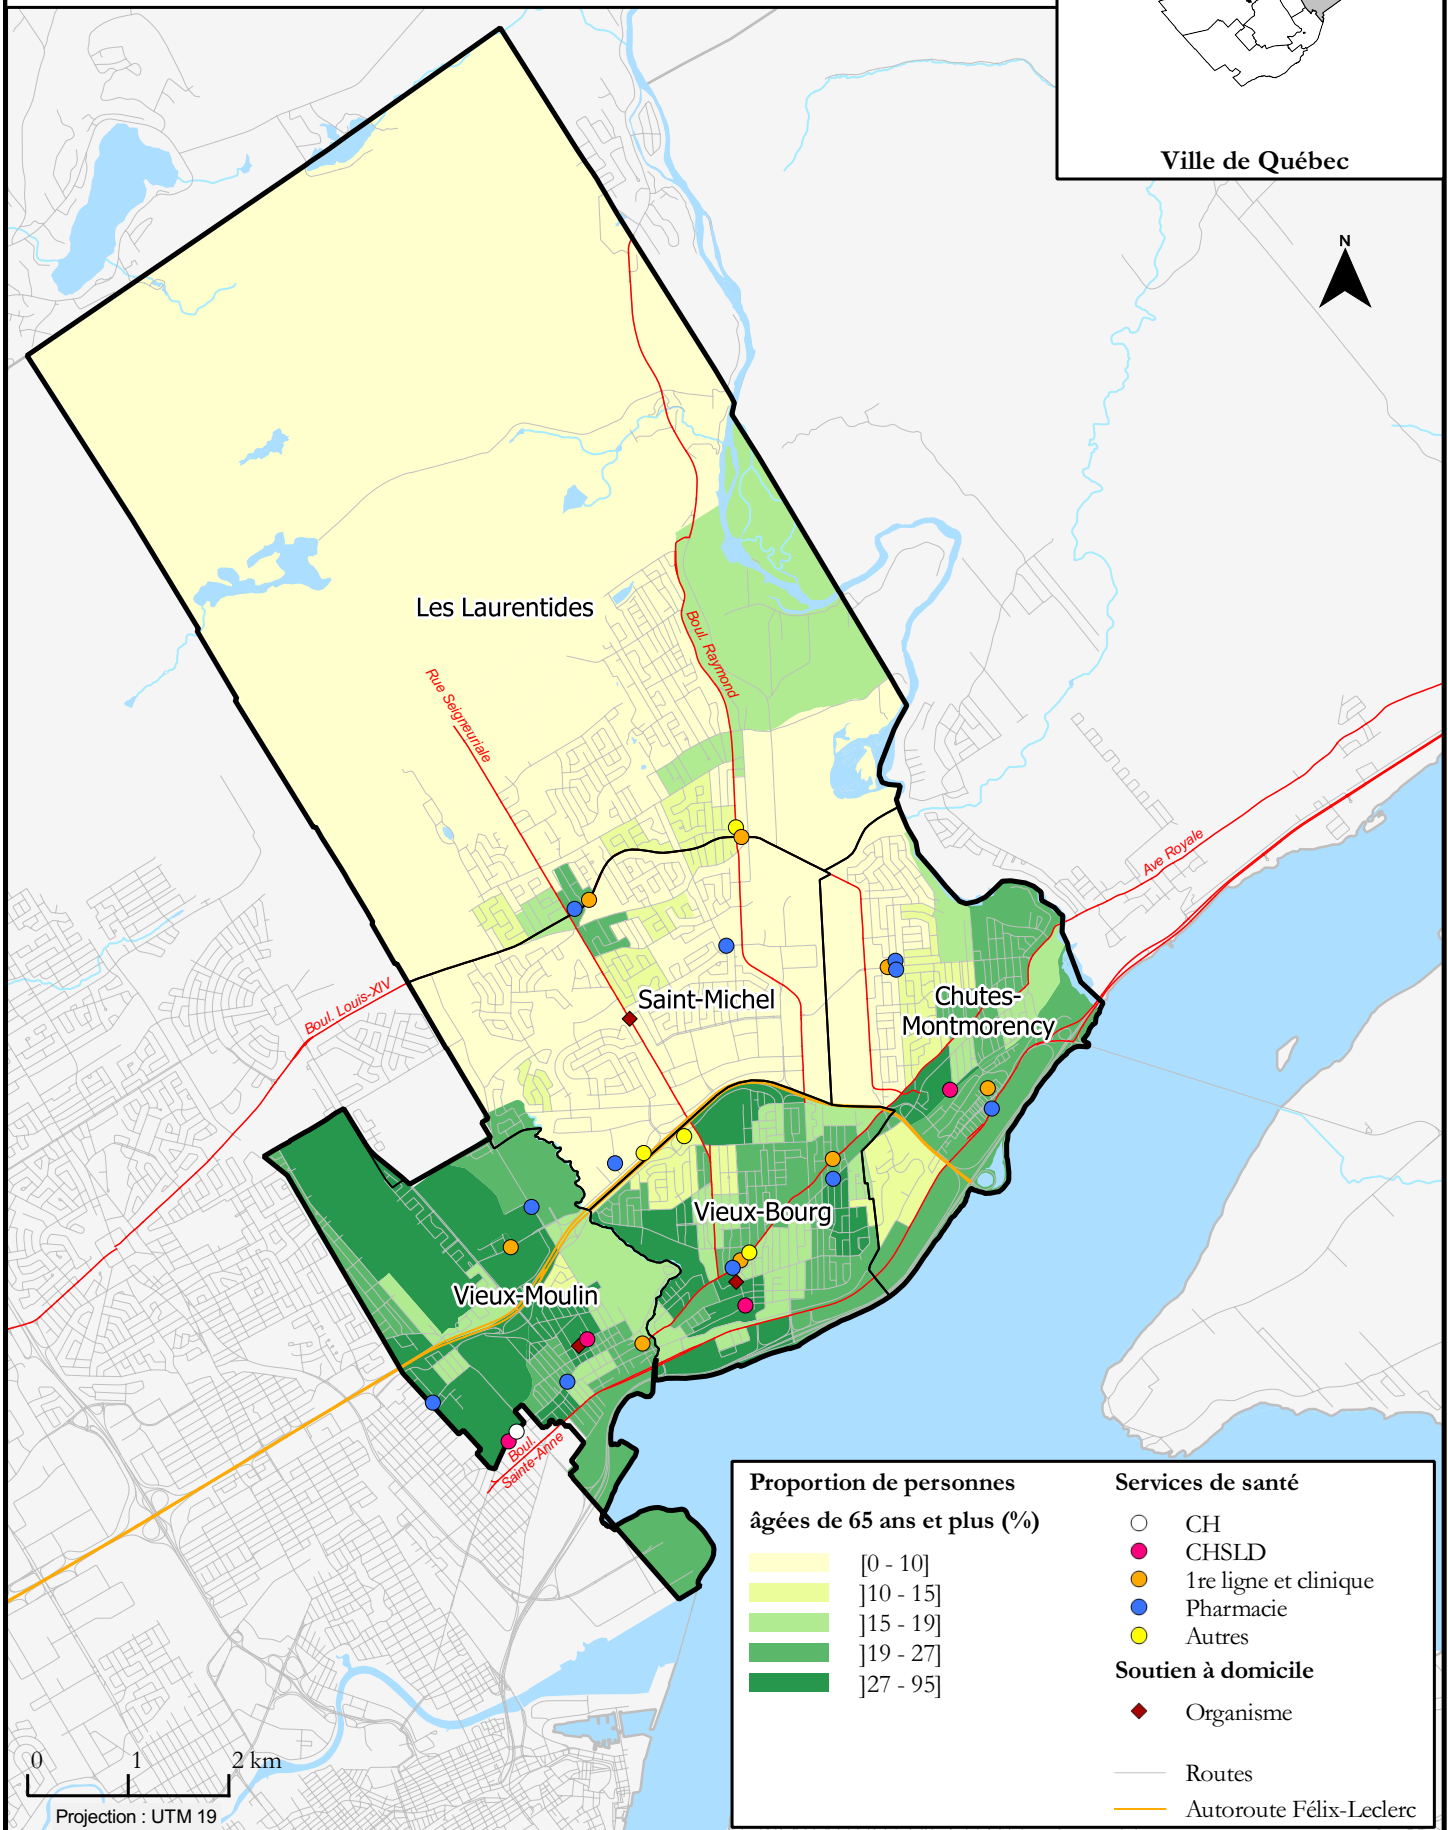 Ville de Québec
N
Les Laurentides
Boul. Raymond
Rue Seigneuriale
Ave Royale
Boul. Louis-XIV
Saint-Michel
Chutes-
Montmorency
Vieux-Bourg
Vieux-Moulin
Boul.
Sainte-Anne
Proportion de personnes
âgées de 65 ans et plus (%)
[0 - 10]
]10 - 15]
]15 - 19]
]19 - 27]
]27 - 95]
Services de santé
CH
CHSLD
1re ligne et clinique
Pharmacie
Autres
Soutien à domicile
Organisme
Routes
Autoroute Félix-Leclerc
0 1 2 km
Projection : UTM 19